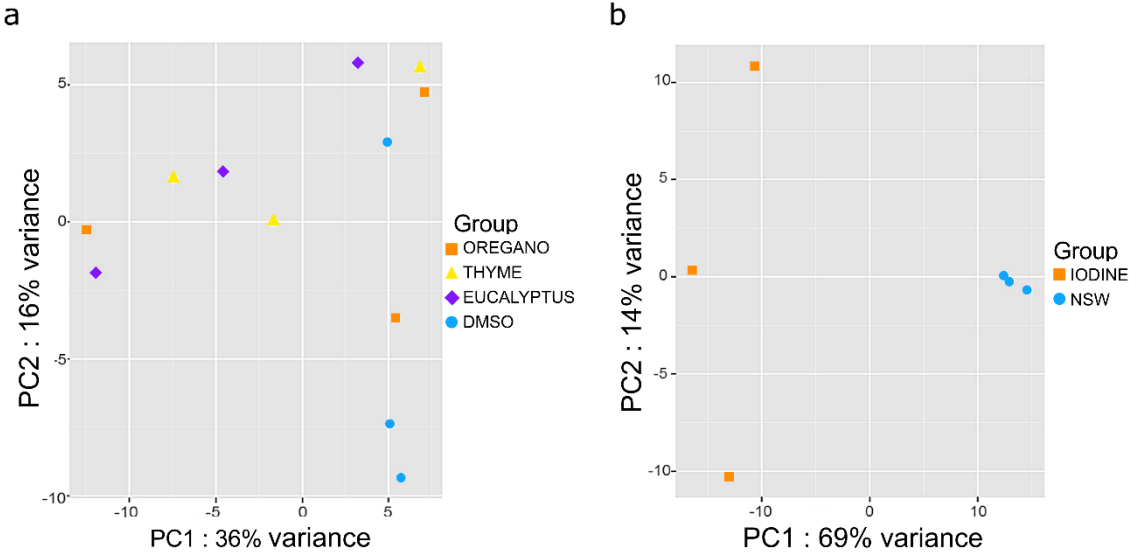 a
5
0
-5
-10
-10
-5
0
5
PC2 : 16% variance
PC1 : 36% variance
Group
OREGANO
THYME
EUCALYPTUS
DMSO
b
10
5
0
-5
-10
-10
0
10
PC2 : 14% variance
PC1 : 69% variance
Group
IODINE
NSW